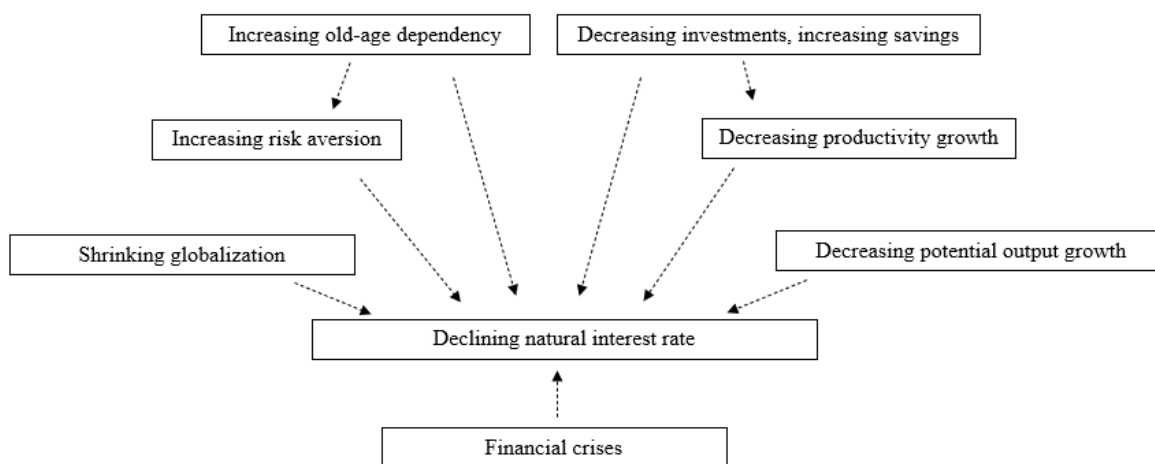 Increasing old-age dependency
Decreasing investments, increasing savings
Increasing risk aversion
Decreasing productivity growth
Shrinking globalization
Decreasing potential output growth
Declining natural interest rate
Financial crises